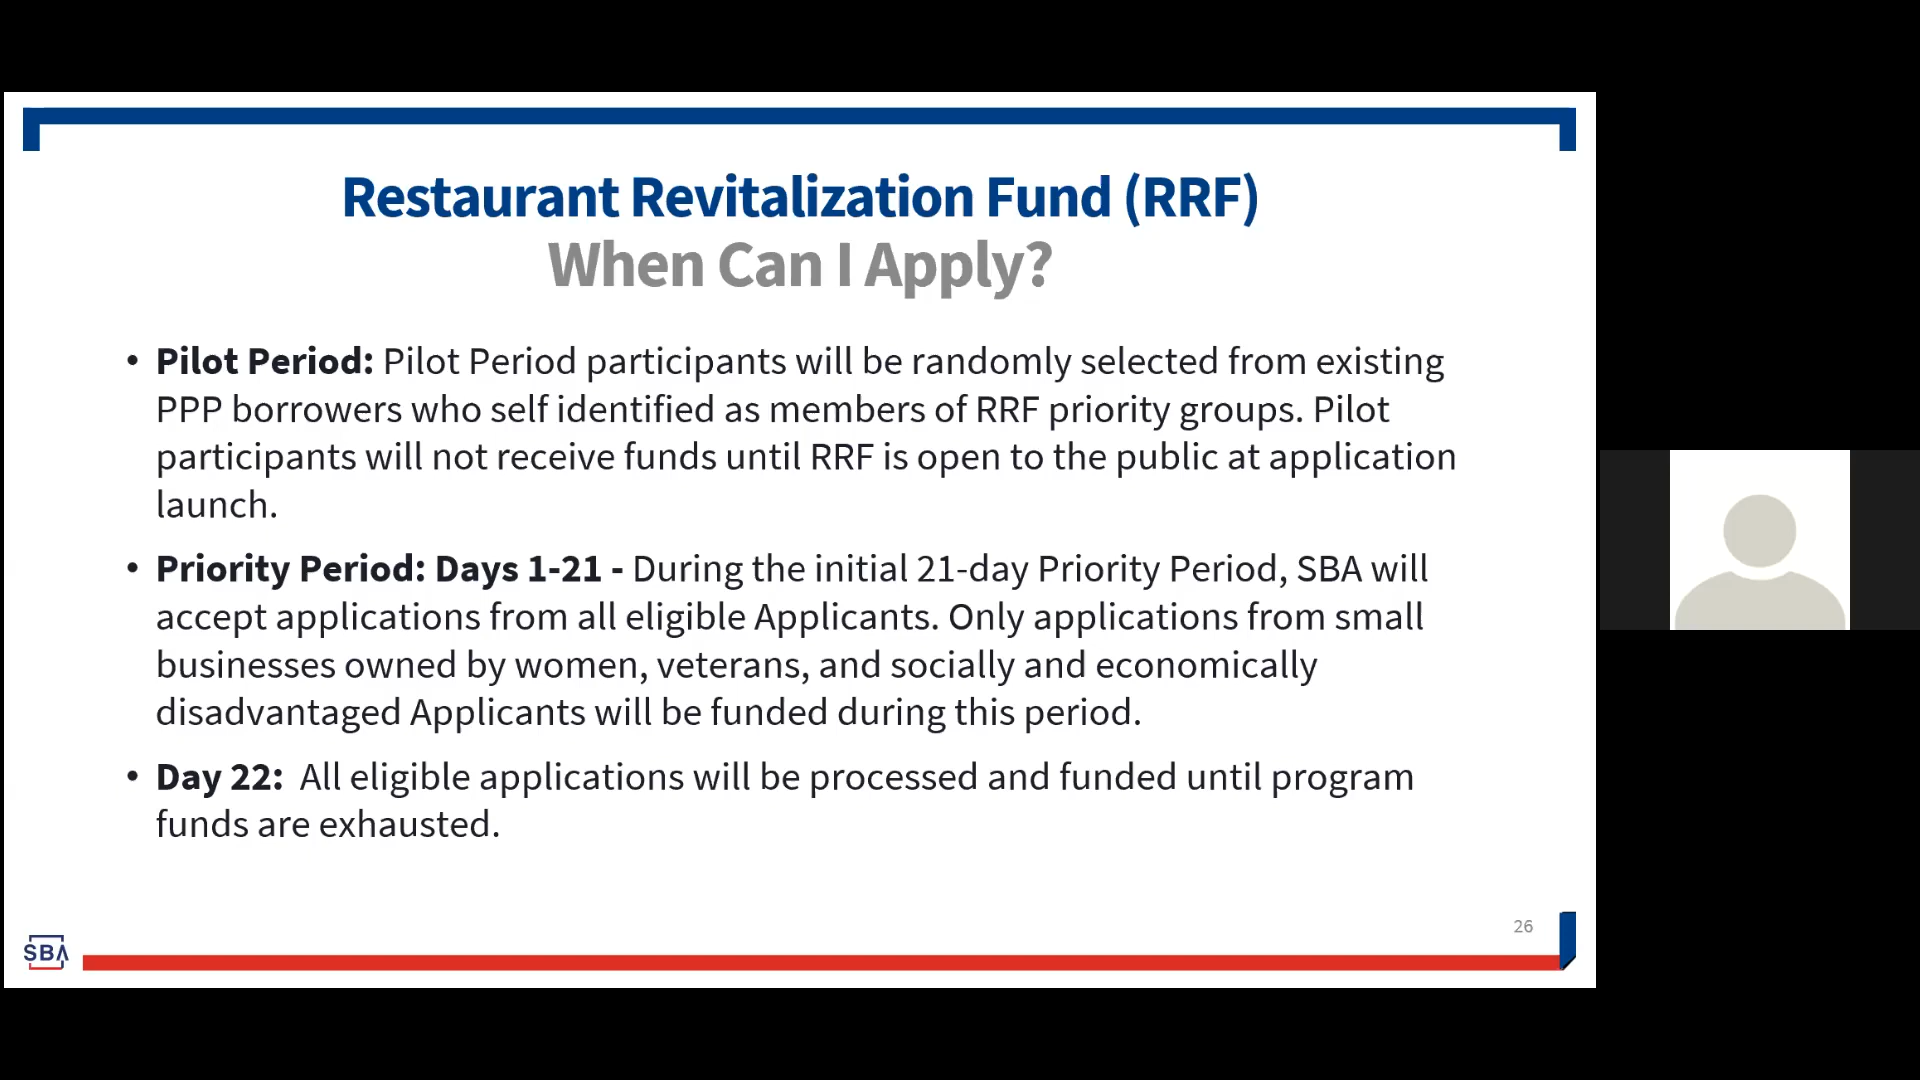 Restaurant Revitalization Fund (RRF)
When Can I Apply?
• Pilot Period: Pilot Period participants will be randomly selected from existing
PPP borrowers who self identified as members of RRF priority groups. Pilot
participants will not receive funds until RRF is open to the public at application
launch.
• Priority Period: Days 1-21 - During the initial 21-day Priority Period, SBA will
accept applications from all eligible Applicants. Only applications from small
businesses owned by women, veterans, and socially and economically
disadvantaged Applicants will be funded during this period.
• Day 22: All eligible applications will be processed and funded until program
funds are exhausted.
26
SBA